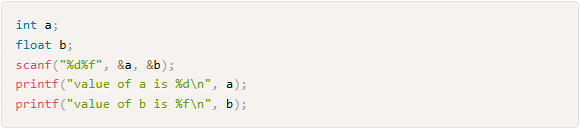 int a;
float b;
scanf("%d%f", &a, &b);
printf("value of a is %d\n", a);
printf("value of b is %f\n", b);